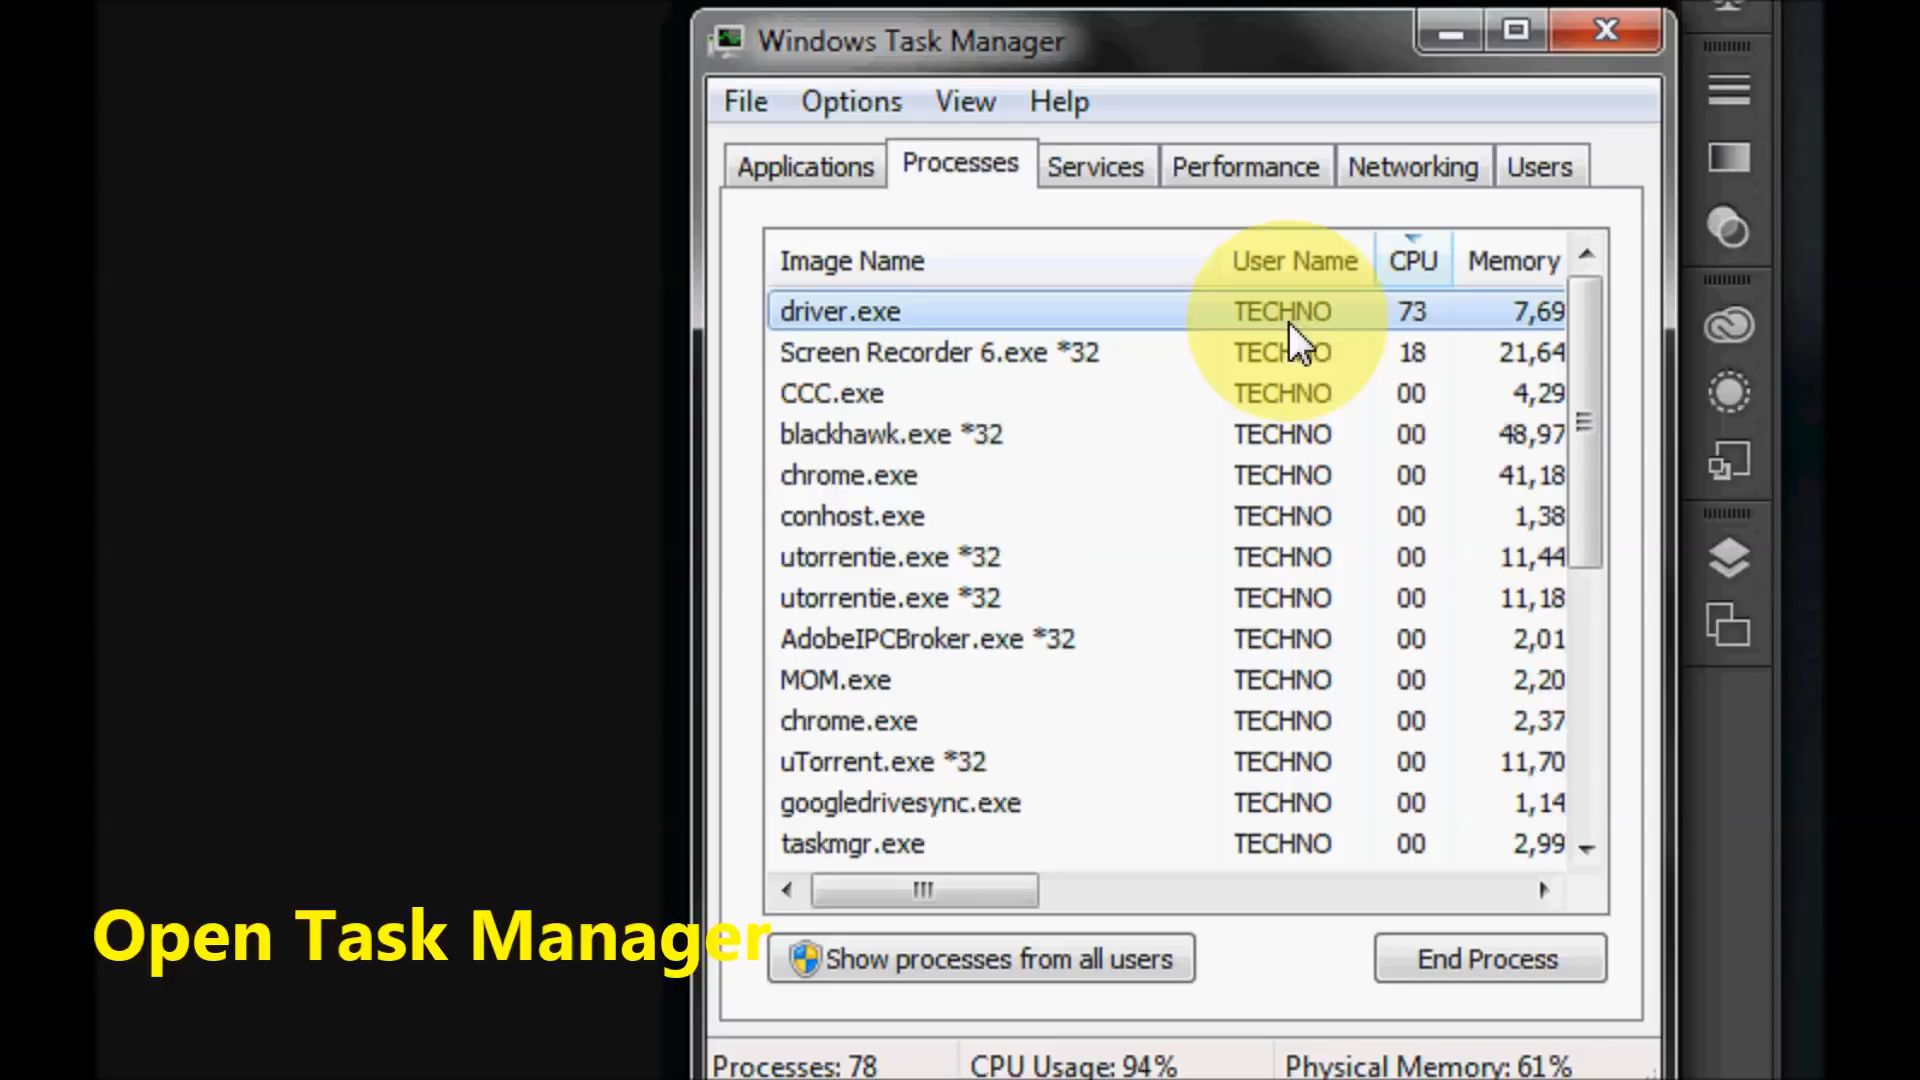 Windows Task Manager
File Options View Help
Applications Processes Services Performance Networking Users
Image Name User Name CPU Memory
driver.exe TECHNO 73 7,69
Screen Recorder 6.exe *32 TECHNO 18 21,64
CCC.exe TECHNO 00 4,29
blackhawk.exe *32 TECHNO 00 48,97
chrome.exe TECHNO 00 41,18
conhost.exe TECHNO 00 1,38
utorrentie.exe *32 TECHNO 00 11,44
utorrentie.exe *32 TECHNO 00 11,18
AdobeIPCBroker.exe *32 TECHNO 00 2,01
MOM.exe TECHNO 00 2,20
chrome.exe TECHNO 00 2,37
uTorrent.exe *32 TECHNO 00 11,70
googledrivesync.exe TECHNO 00 1,14
taskmgr.exe TECHNO 00 2,99
Open Task Manager
Show processes from all users End Process
Processes: 78 CPU Usage: 94% Physical Memory: 61%